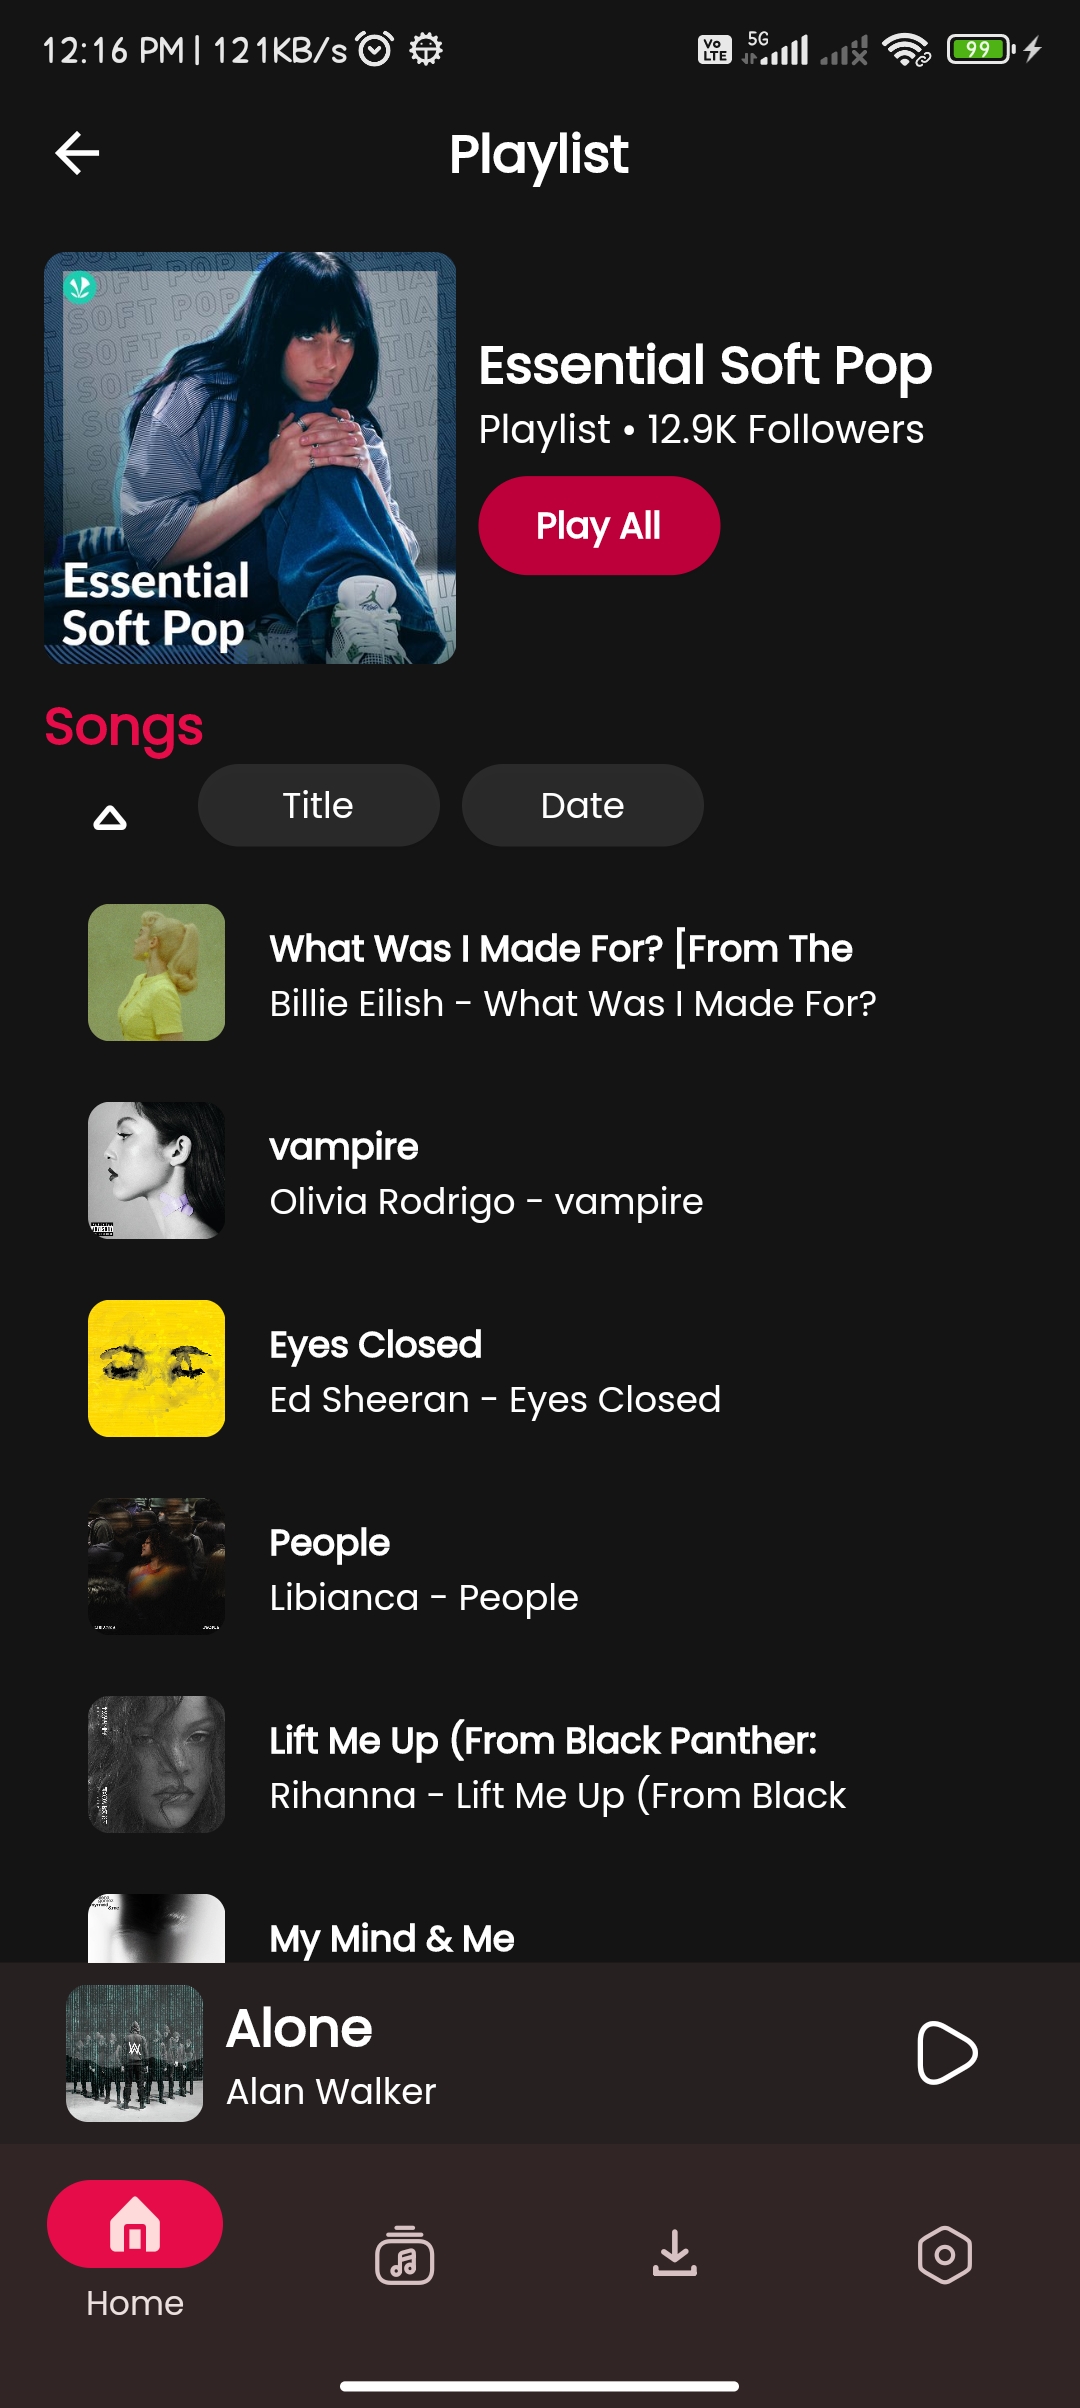 12:16 PM | 121KB/s
Vo LTE
5G
99
Playlist
SOFT POP
Essential
Soft Pop
Essential Soft Pop
Playlist • 12.9K Followers
Play All
Songs
Title
Date
What Was I Made For? [From The
Billie Eilish - What Was I Made For?
vampire
Olivia Rodrigo - vampire
Eyes Closed
Ed Sheeran - Eyes Closed
People
Libianca - People
Lift Me Up (From Black Panther:
Rihanna - Lift Me Up (From Black
My Mind & Me
Alone
Alan Walker
Home